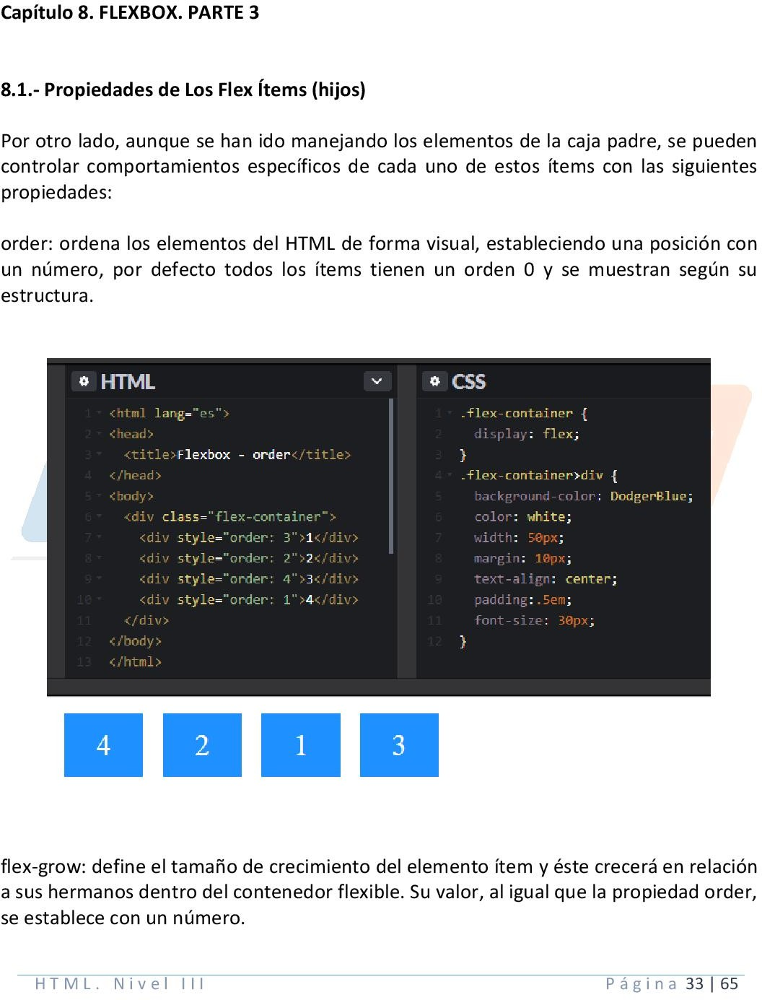 Capítulo 8. FLEXBOX. PARTE 3
8.1.- Propiedades de Los Flex Ítems (hijos)
Por otro lado, aunque se han ido manejando los elementos de la caja padre, se pueden
controlar comportamientos específicos de cada uno de estos ítems con las siguientes
propiedades:
order: ordena los elementos del HTML de forma visual, estableciendo una posición con
un número, por defecto todos los ítems tienen un orden 0 y se muestran según su
estructura.
HTML
1 <html lang="es">
2 <head>
3 <title>Flexbox - order</title>
4 </head>
5 <body>
6 <div class="flex-container">
7 <div style="order: 3">1</div>
8 <div style="order: 2">2</div>
9 <div style="order: 4">3</div>
10 <div style="order: 1">4</div>
11 </div>
12 </body>
13 </html>
CSS
1 .flex-container {
2 display: flex;
3 }
4 .flex-container>div {
5 background-color: DodgerBlue;
6 color: white;
7 width: 50px;
8 margin: 10px;
9 text-align: center;
10 padding:.5em;
11 font-size: 30px;
12 }
4 2 1 3
flex-grow: define el tamaño de crecimiento del elemento ítem y éste crecerá en relación
a sus hermanos dentro del contenedor flexible. Su valor, al igual que la propiedad order,
se establece con un número.
HTML. Nivel III Página 33 | 65